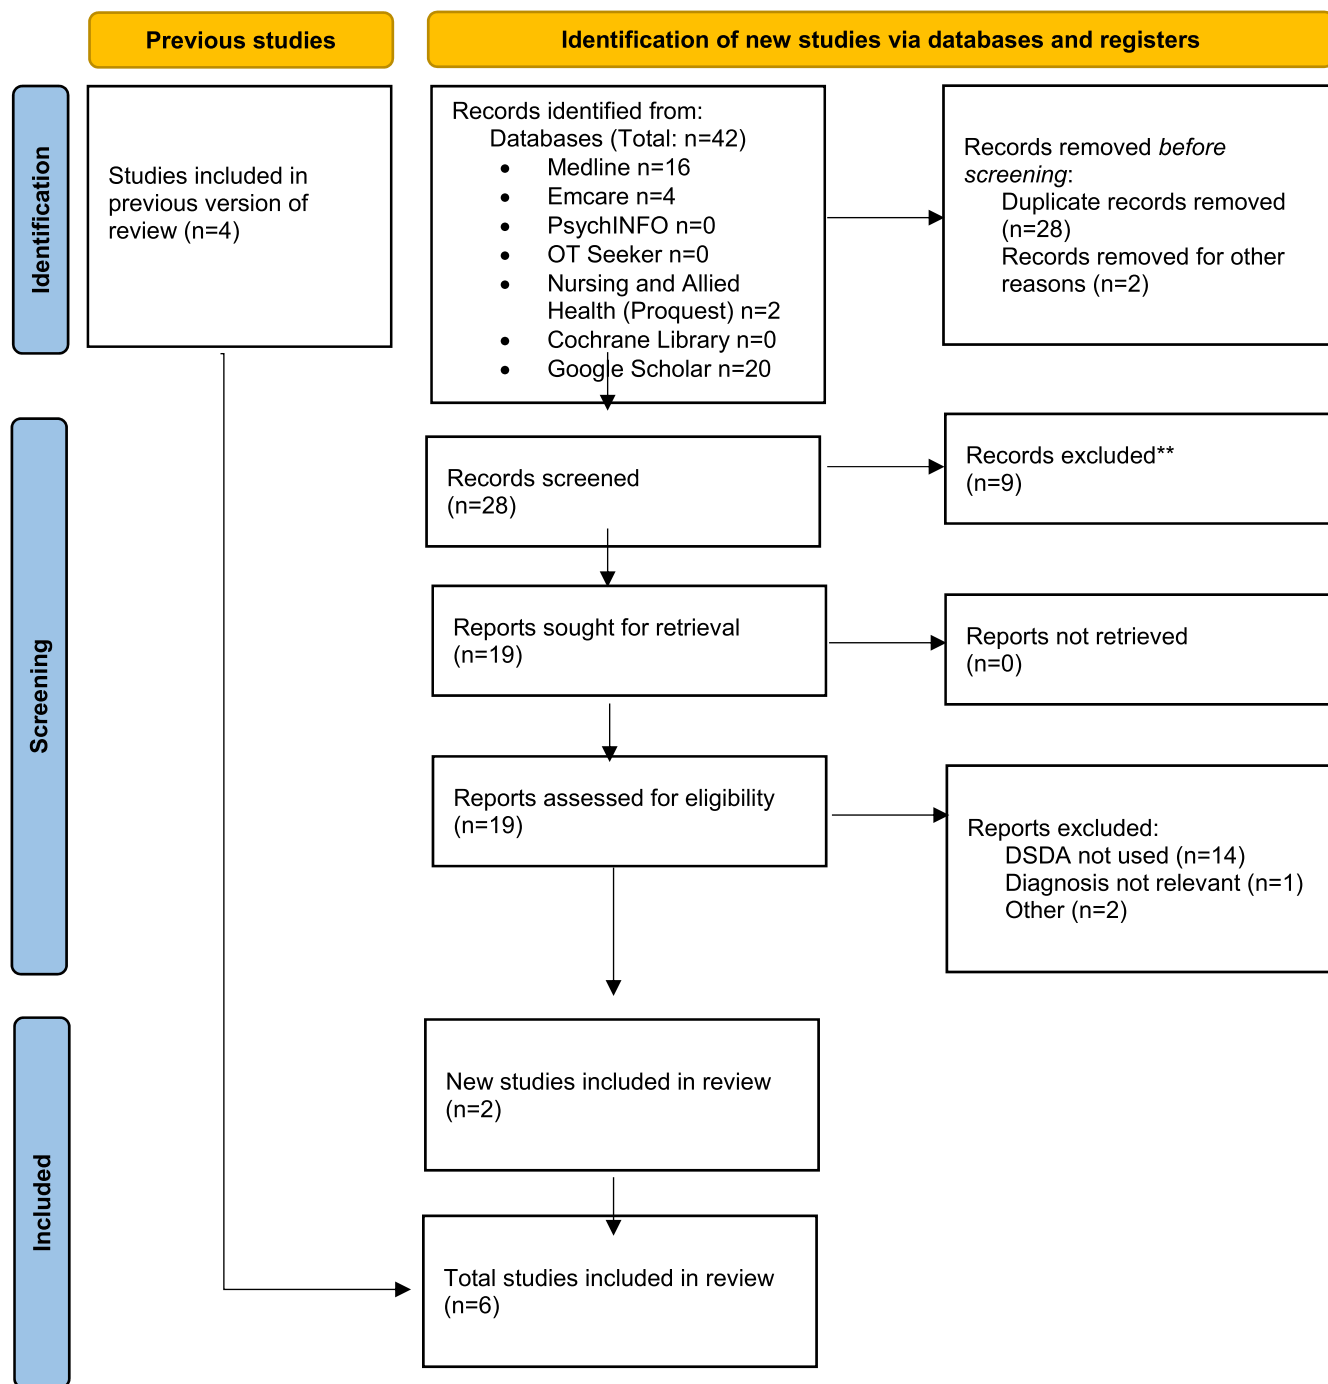 Previous studies
Identification of new studies via databases and registers
Identification
Studies included in
previous version of
review (n=4)
Records identified from:
Databases (Total: n=42)
• Medline n=16
• Emcare n=4
• PsychINFO n=0
• OT Seeker n=0
• Nursing and Allied
Health (Proquest) n=2
• Cochrane Library n=0
• Google Scholar n=20
Records removed before
screening:
Duplicate records removed
(n=28)
Records removed for other
reasons (n=2)
Screening
Records screened
(n=28)
Records excluded**
(n=9)
Reports sought for retrieval
(n=19)
Reports not retrieved
(n=0)
Reports assessed for eligibility
(n=19)
Reports excluded:
DSDA not used (n=14)
Diagnosis not relevant (n=1)
Other (n=2)
Included
New studies included in review
(n=2)
Total studies included in review
(n=6)